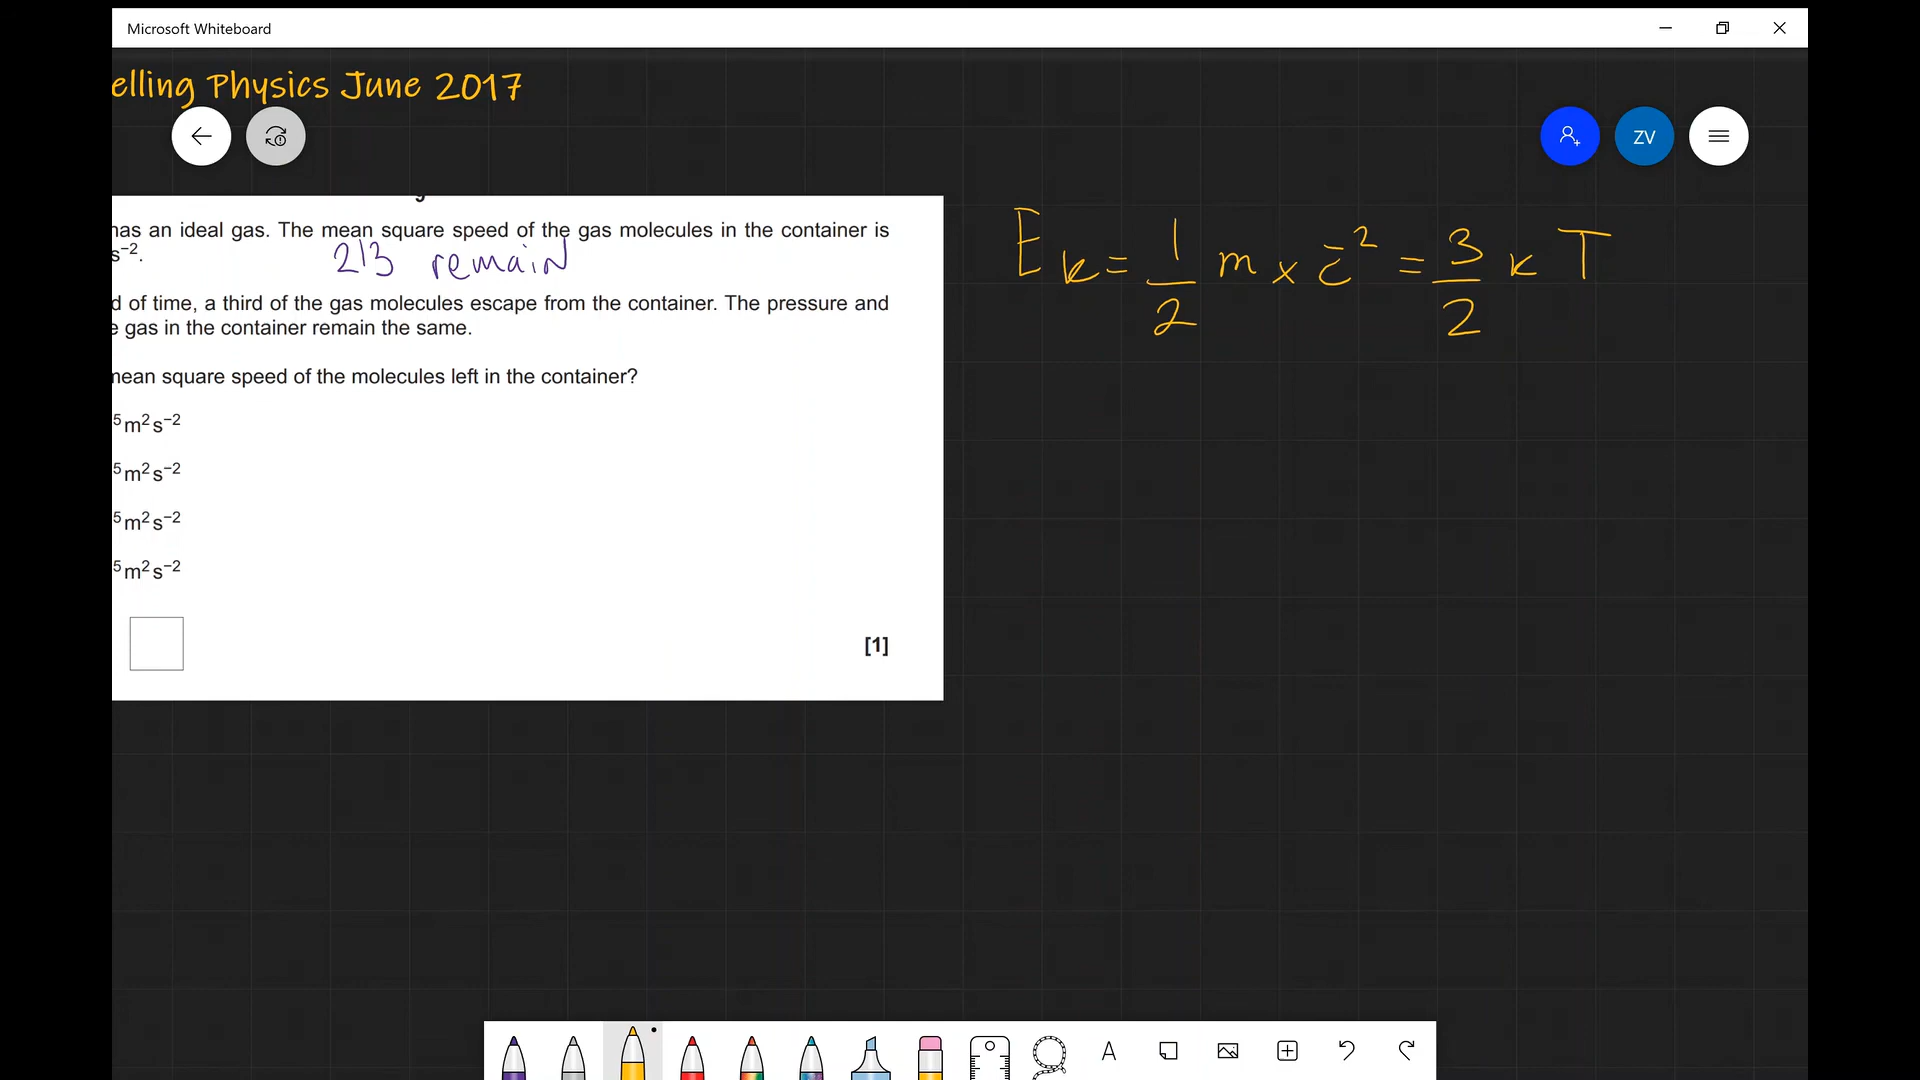 Microsoft Whiteboard
elling Physics June 2017
ZV
has an ideal gas. The mean square speed of the gas molecules in the container is
s⁻².
2/3 remain
d of time, a third of the gas molecules escape from the container. The pressure and
e gas in the container remain the same.
mean square speed of the molecules left in the container?
⁵ m² s⁻²
⁵ m² s⁻²
⁵ m² s⁻²
⁵ m² s⁻²
[1]
E k = 1/2 m × c̄² = 3/2 k T
A